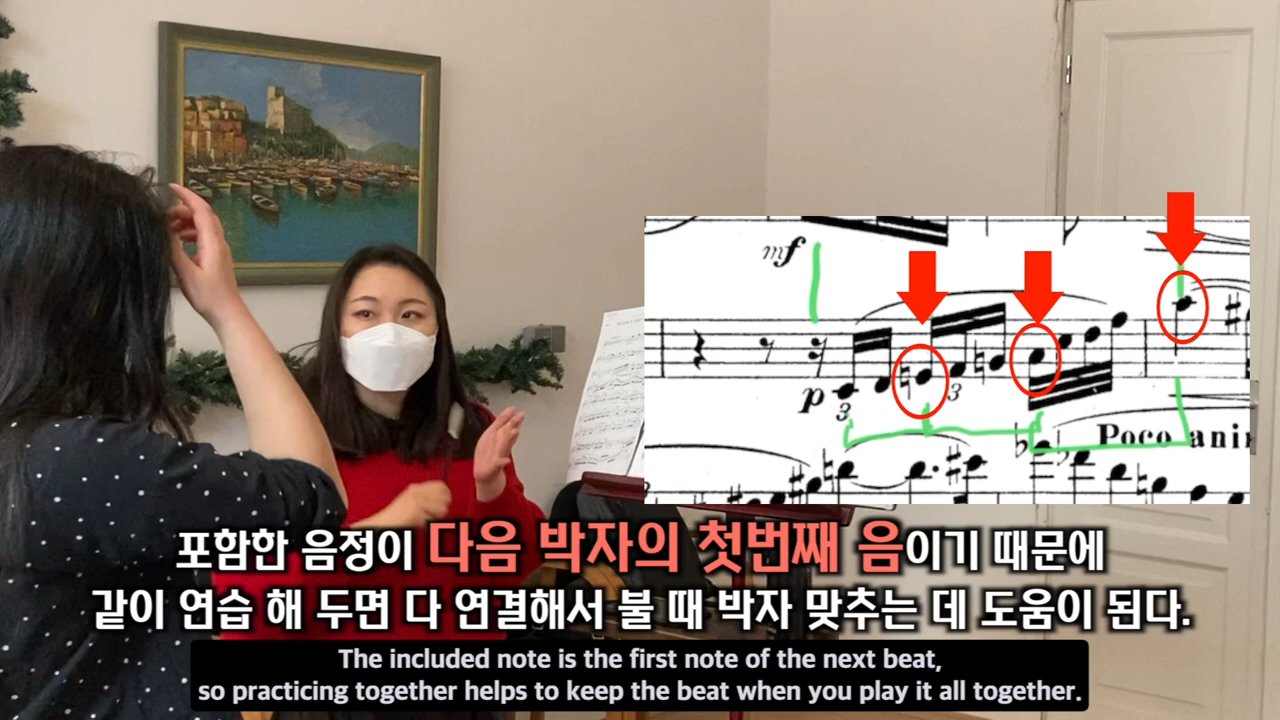 mf
p
3
3
Poco anim
포함한 음정이 다음 박자의 첫번째 음이기 때문에
같이 연습 해 두면 다 연결해서 불 때 박자 맞추는 데 도움이 된다.
The included note is the first note of the next beat,
so practicing together helps to keep the beat when you play it all together.